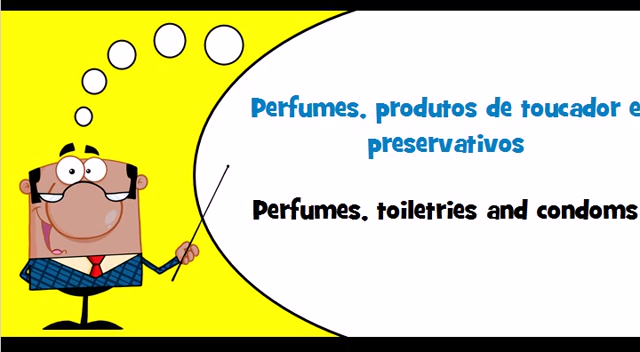 Perfumes, produtos de toucador e
preservativos
Perfumes, toiletries and condoms